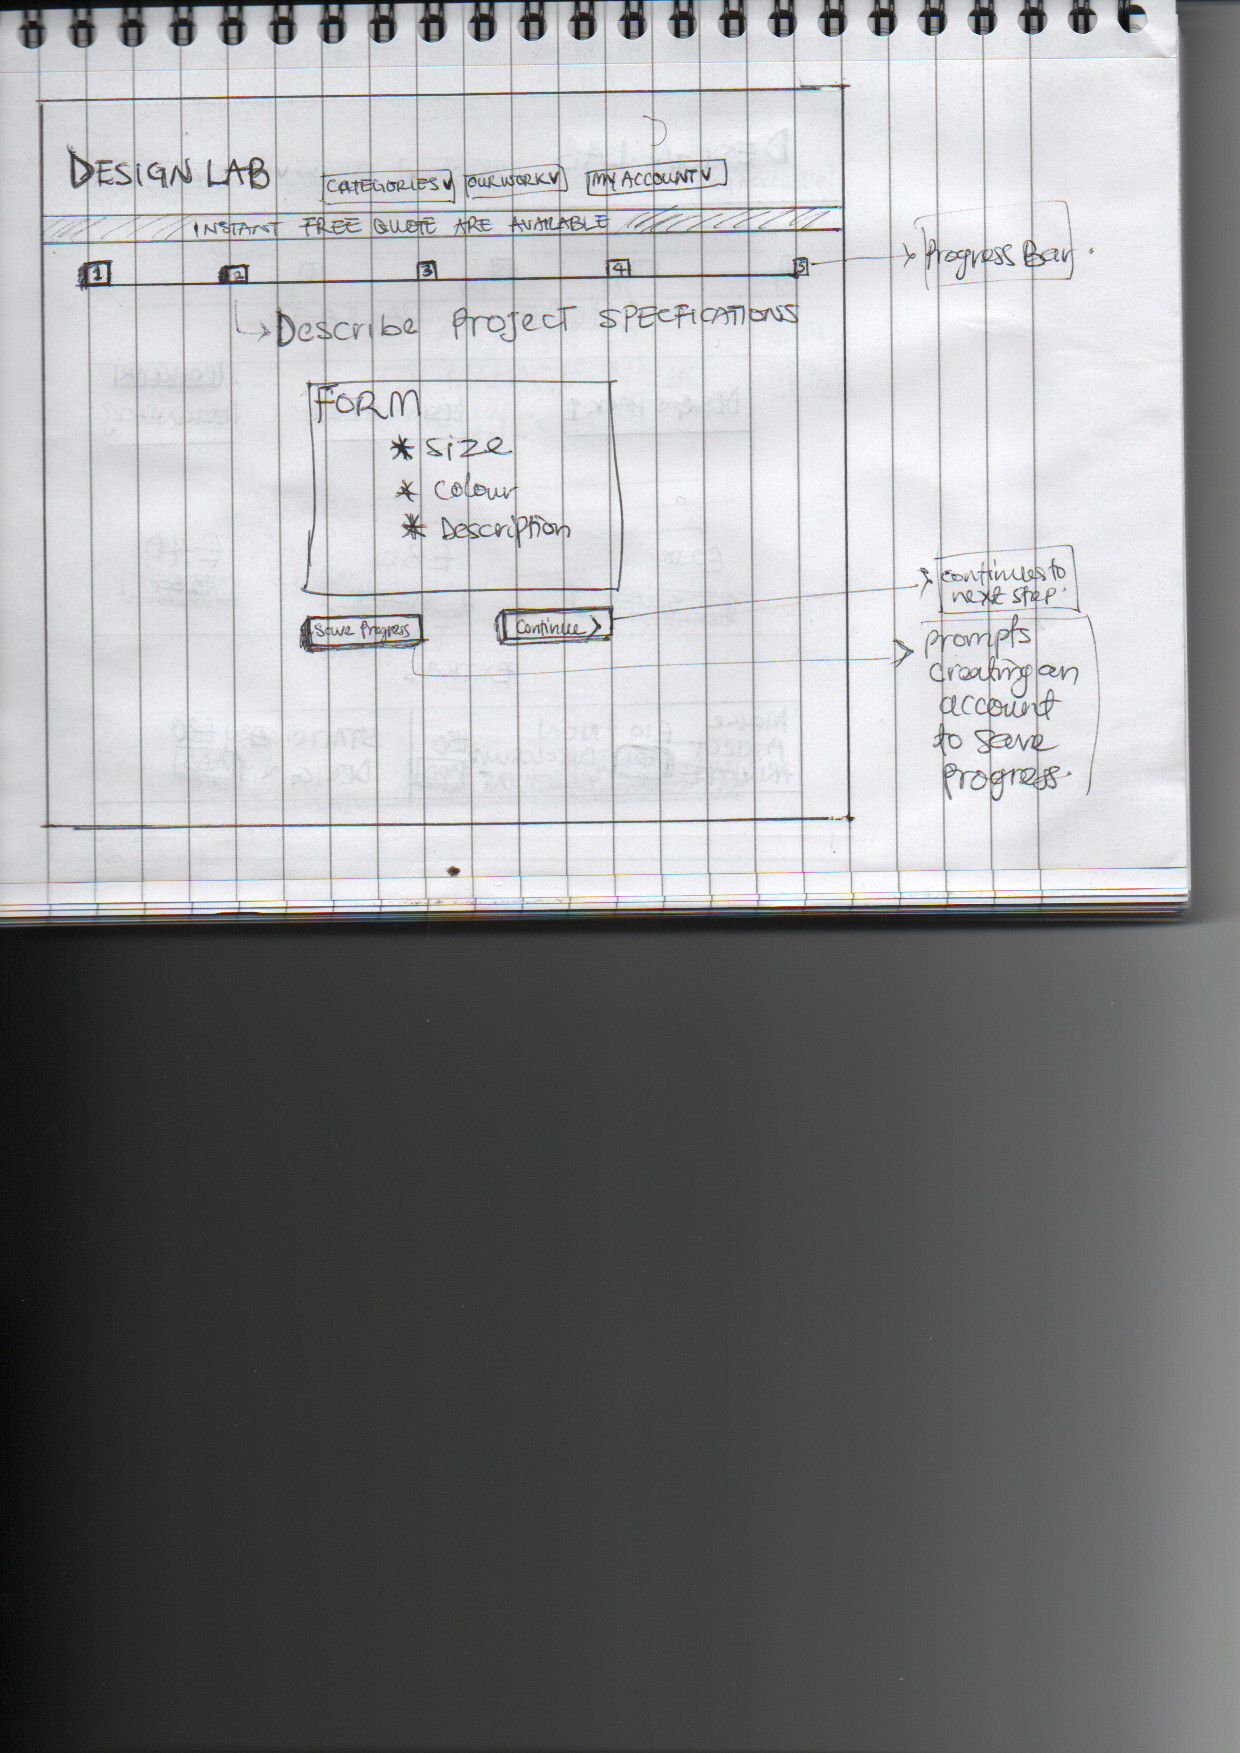 DESIGN LAB
CATEGORIES OUR WORK MY ACCOUNT
INSTANT FREE QUOTE ARE AVAILABLE
1 2 3 4 5
Progress Bar.
Describe PROJECT SPECFICATIONS
FORM
* Size
* Colour
* Description
Save Progress Continue >
continues to
next step.
prompts
creating an
account
to save
progress.